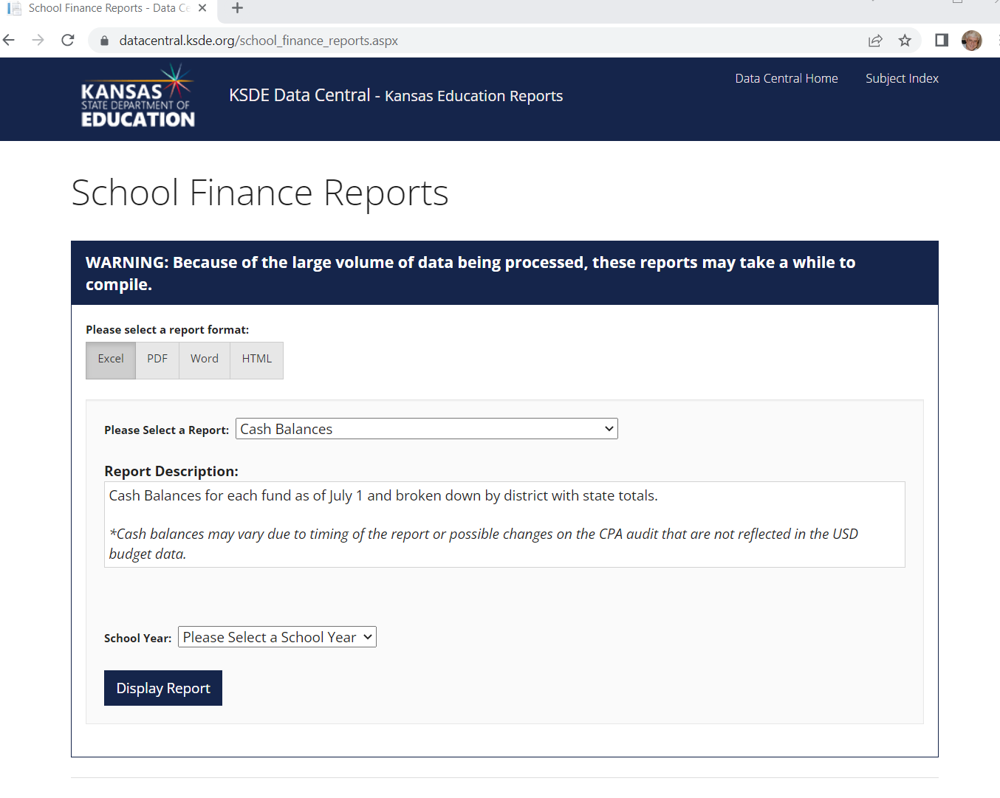 School Finance Reports - Data Ce
datacentral.ksde.org/school_finance_reports.aspx
KANSAS
STATE DEPARTMENT OF
EDUCATION
KSDE Data Central - Kansas Education Reports
Data Central Home
Subject Index
School Finance Reports
WARNING: Because of the large volume of data being processed, these reports may take a while to
compile.
Please select a report format:
Excel PDF Word HTML
Please Select a Report: Cash Balances
Report Description:
Cash Balances for each fund as of July 1 and broken down by district with state totals.
*Cash balances may vary due to timing of the report or possible changes on the CPA audit that are not reflected in the USD
budget data.
School Year: Please Select a School Year
Display Report